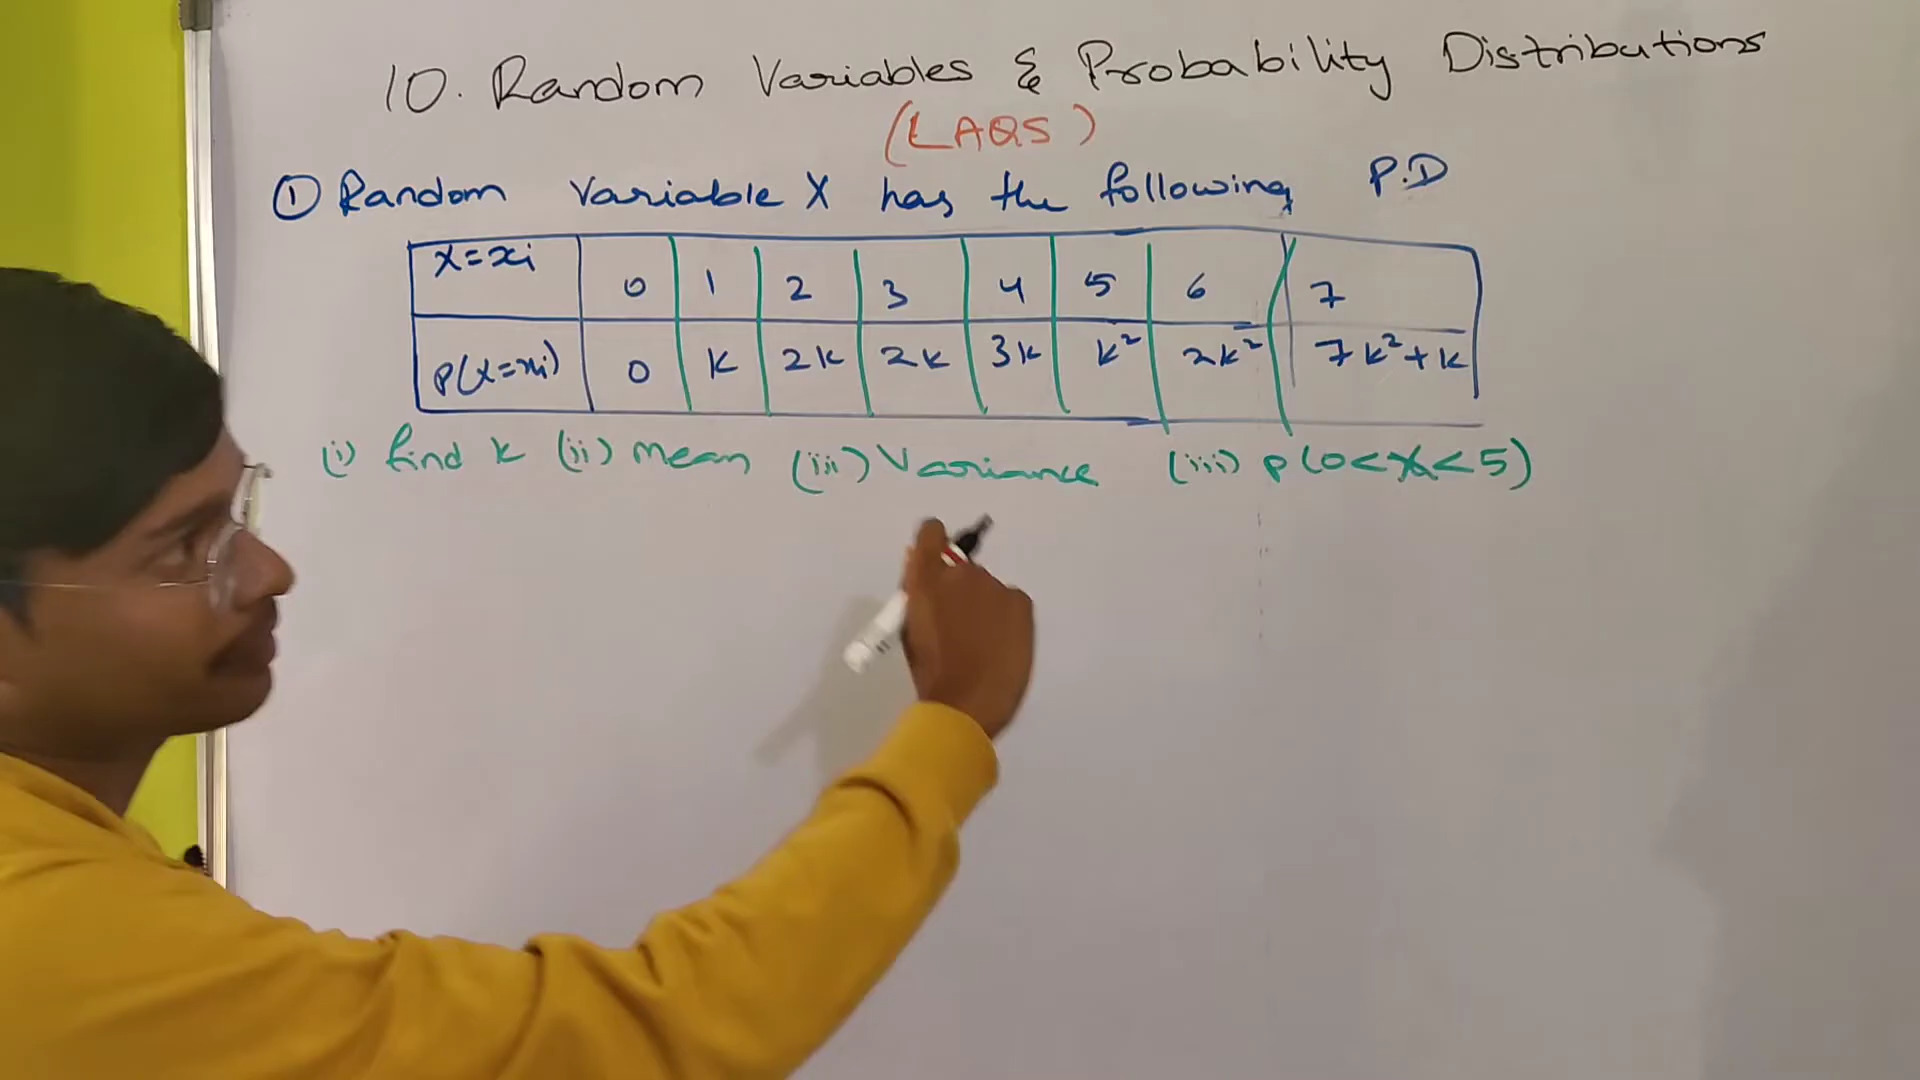 10. Random Variables & Probability Distributions
(LAQS)
① Random Variable X has the following P.D
X=xi 0 1 2 3 4 5 6 7
P(X=xi) 0 k 2k 2k 3k k² 2k² 7k²+k
(i) find k (ii) mean (iii) Variance (iii) P(0<X<5)